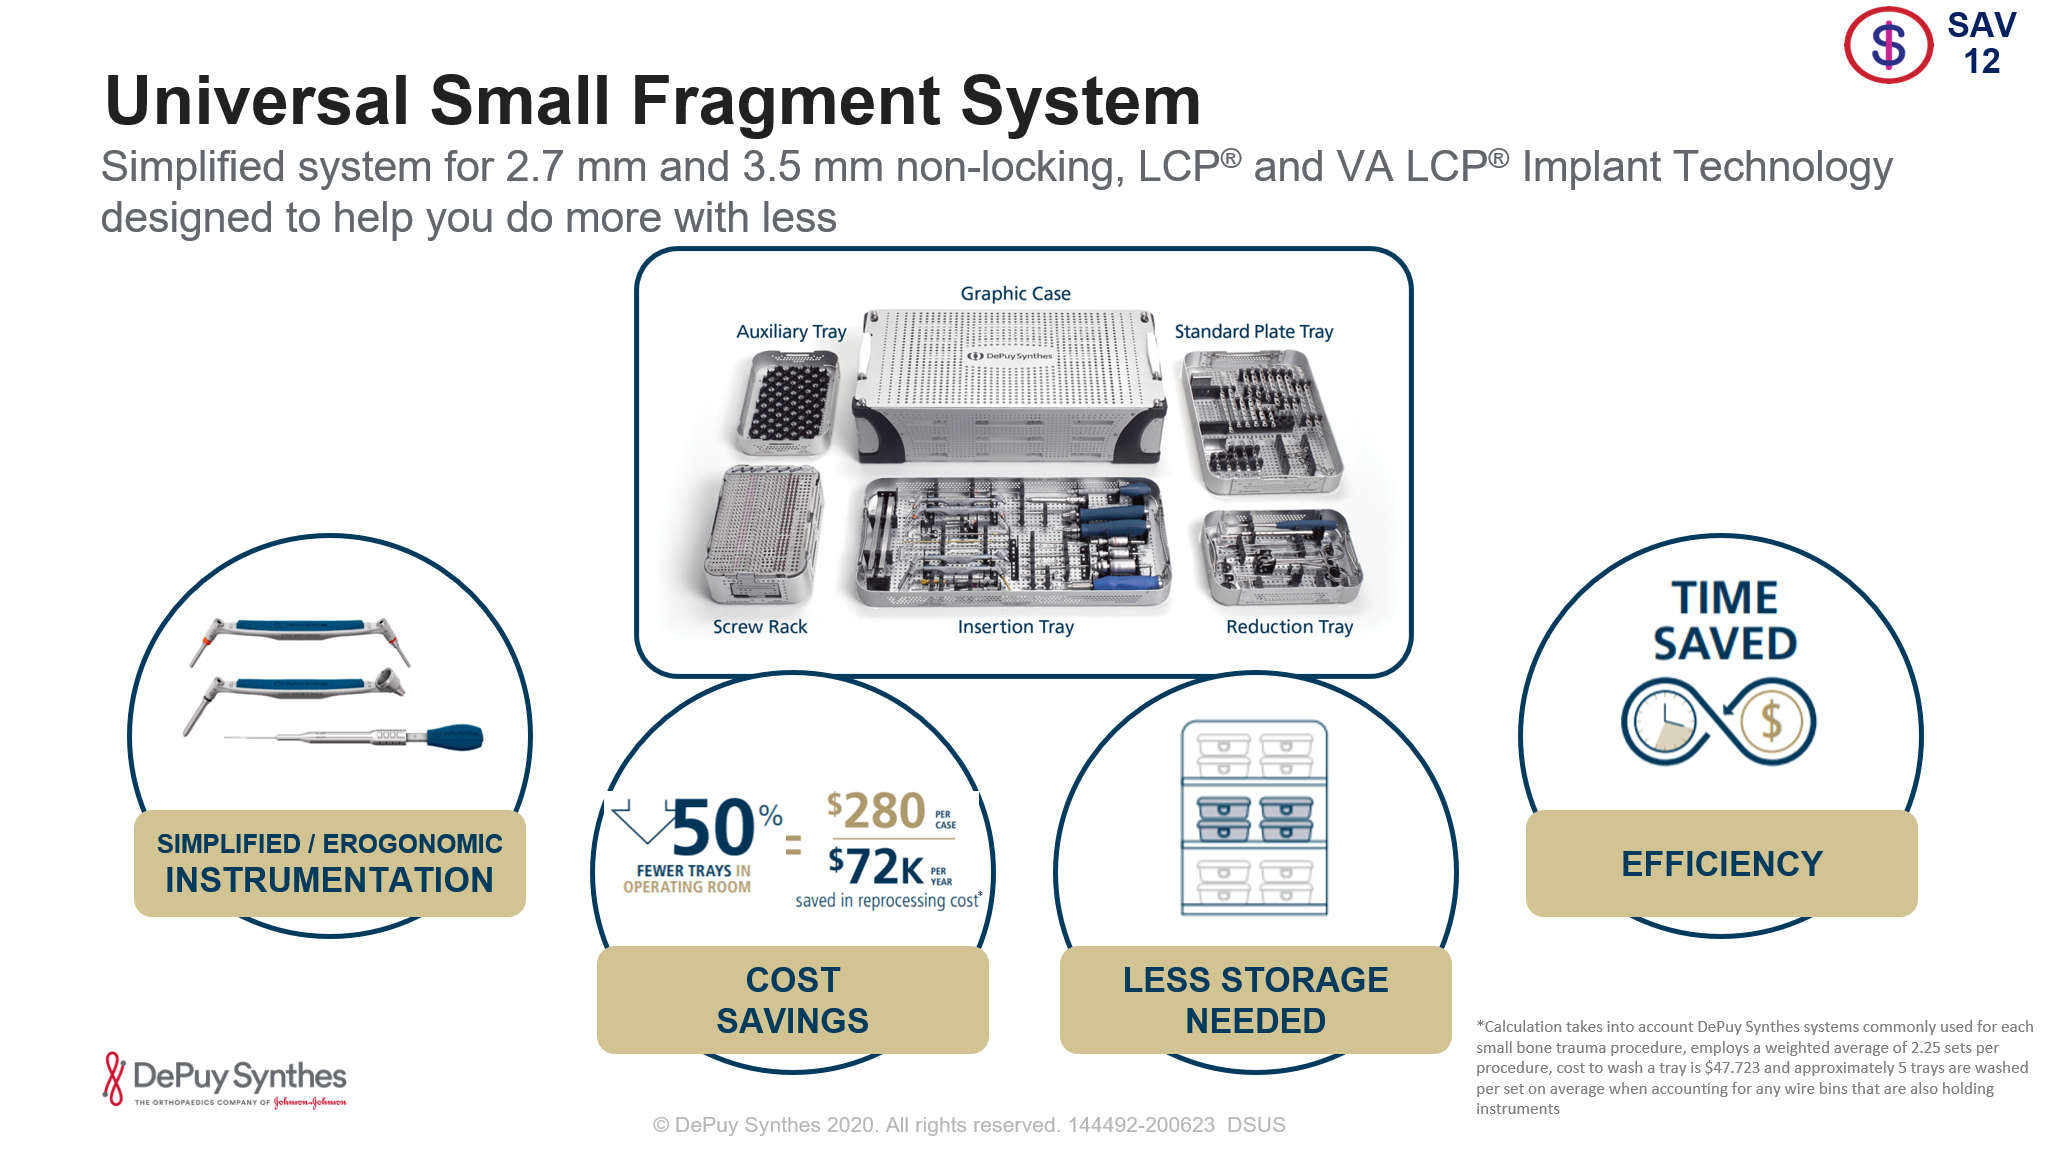 SAV
12
Universal Small Fragment System
Simplified system for 2.7 mm and 3.5 mm non-locking, LCP® and VA LCP® Implant Technology
designed to help you do more with less
Graphic Case
Auxiliary Tray
Standard Plate Tray
DePuy Synthes
Screw Rack
Insertion Tray
Reduction Tray
SIMPLIFIED / EROGONOMIC
INSTRUMENTATION
50%
FEWER TRAYS IN
OPERATING ROOM
=
$280 PER CASE
$72K PER YEAR
saved in reprocessing cost*
COST
SAVINGS
LESS STORAGE
NEEDED
TIME
SAVED
$
EFFICIENCY
*Calculation takes into account DePuy Synthes systems commonly used for each
small bone trauma procedure, employs a weighted average of 2.25 sets per
procedure, cost to wash a tray is $47.723 and approximately 5 trays are washed
per set on average when accounting for any wire bins that are also holding
instruments
DePuy Synthes
THE ORTHOPAEDICS COMPANY OF Johnson & Johnson
© DePuy Synthes 2020. All rights reserved. 144492-200623 DSUS